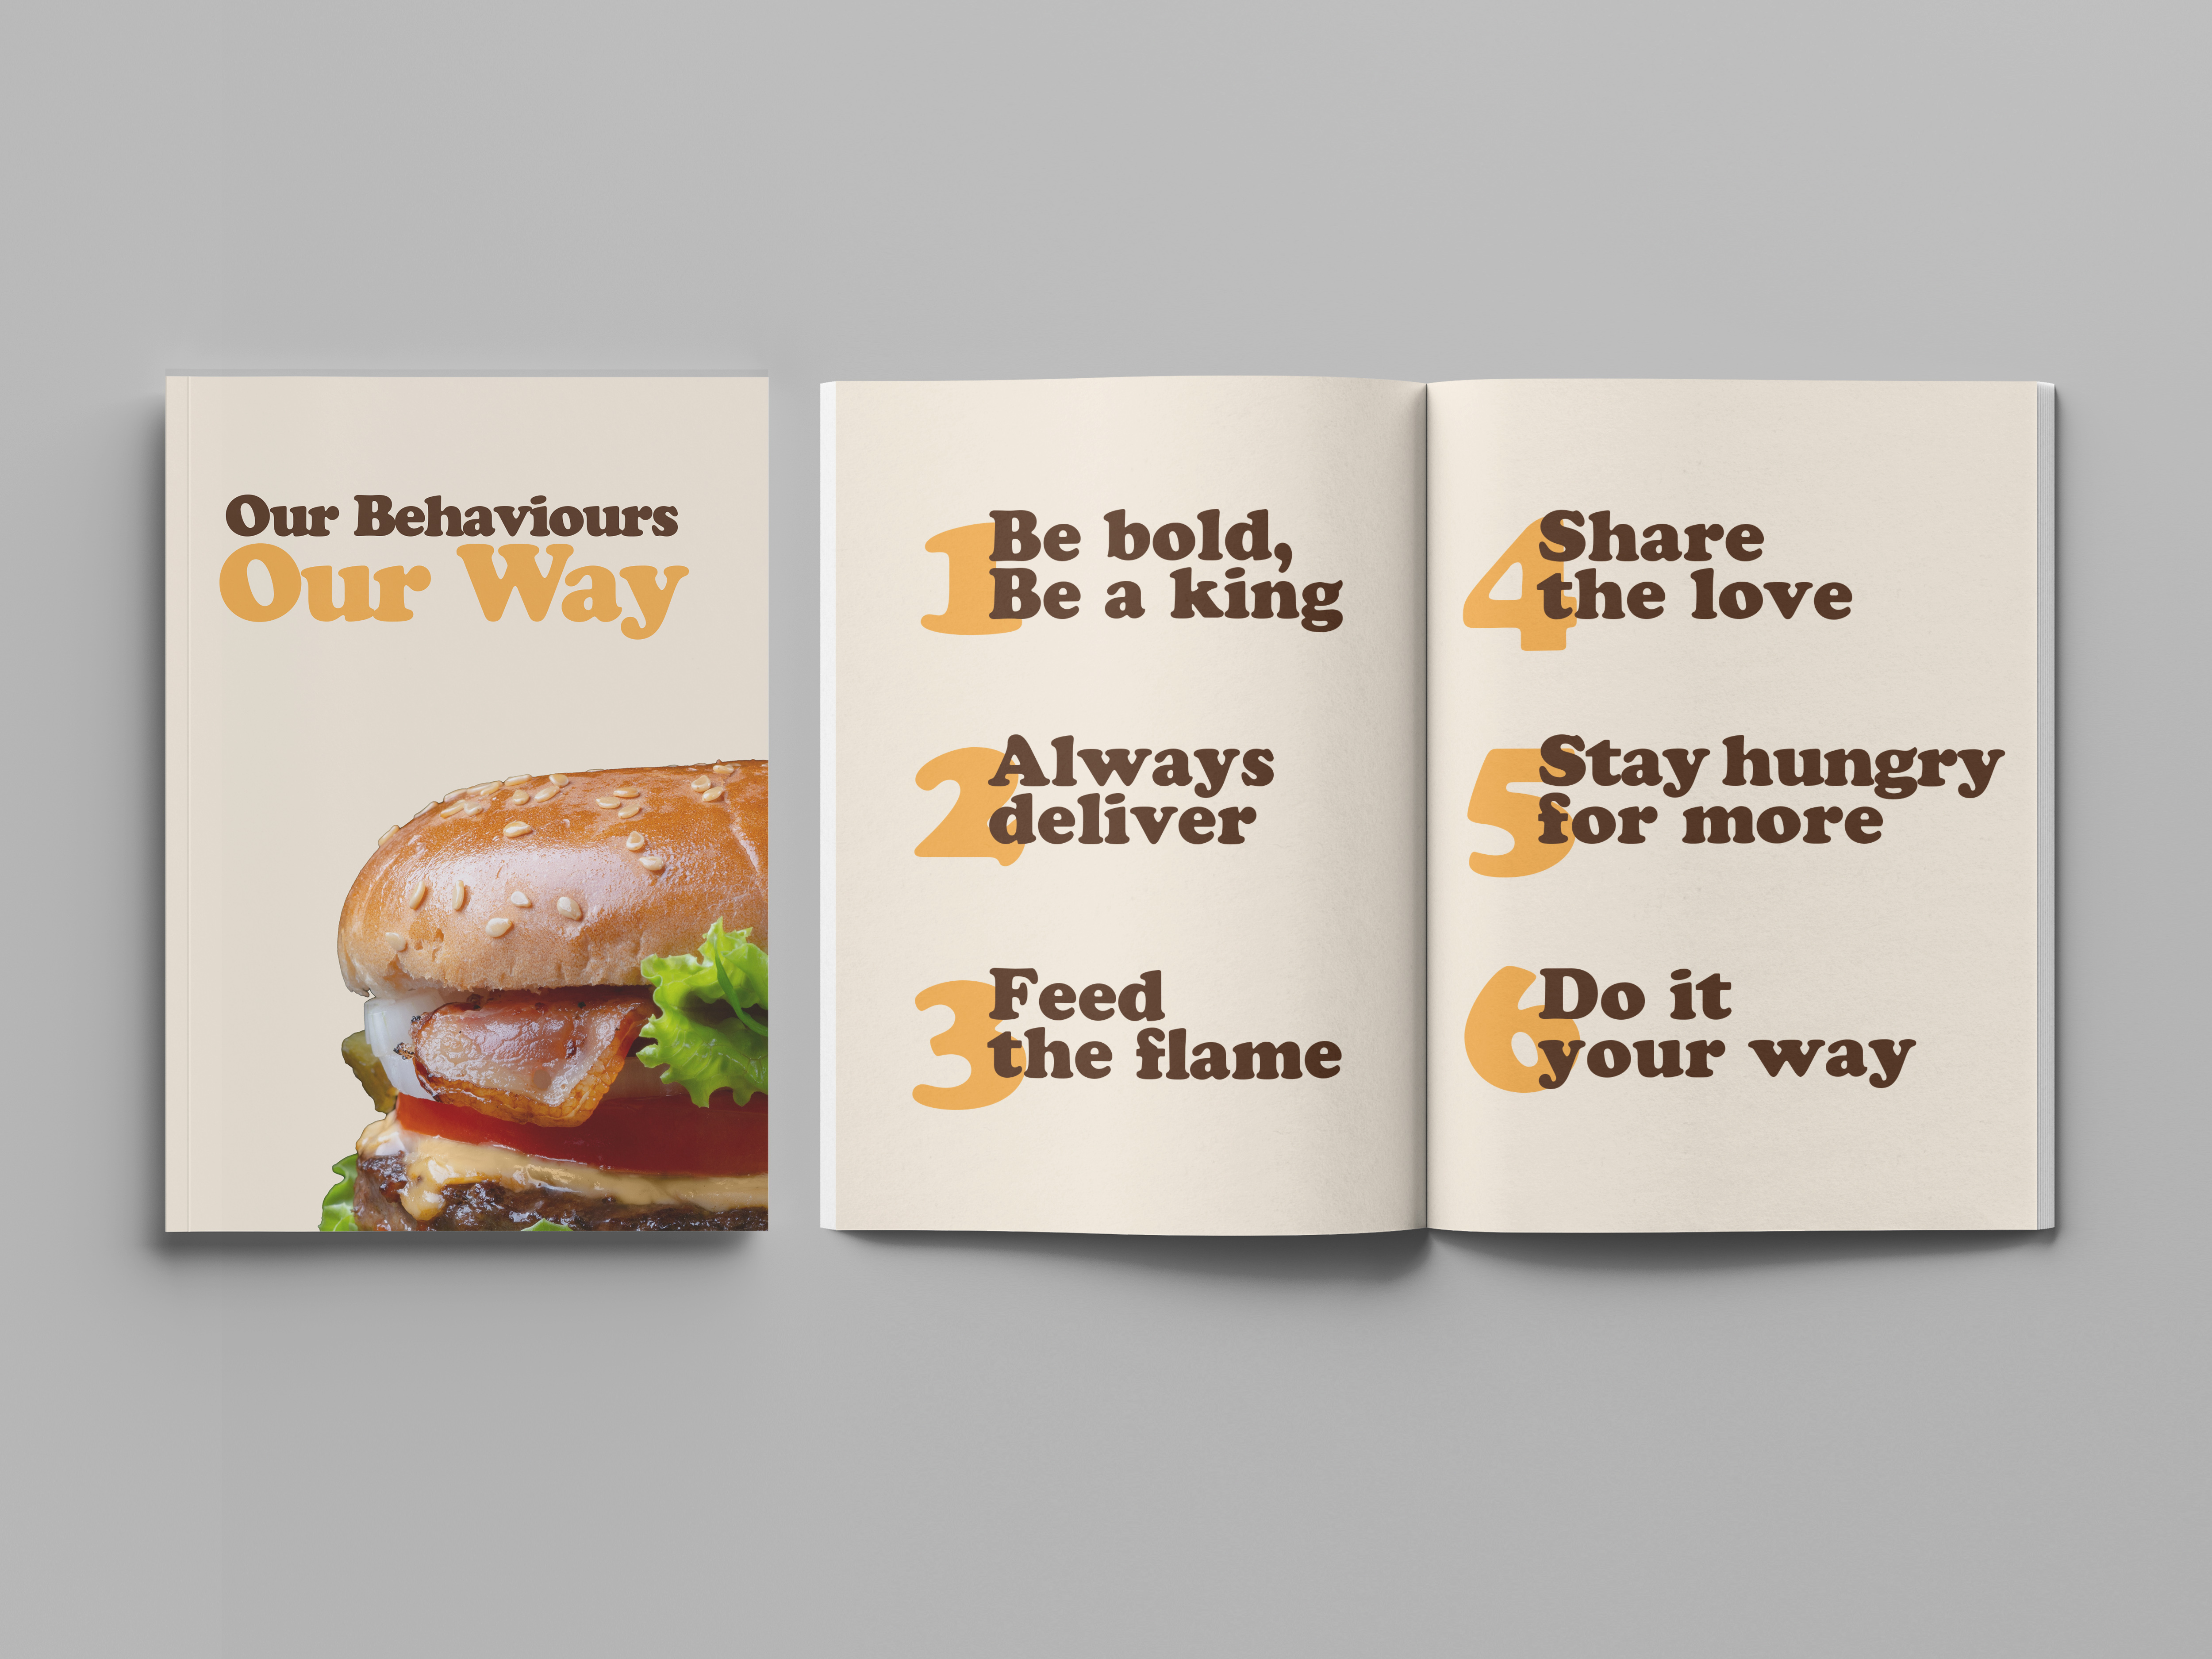 Our Behaviours
Our Way
1
Be bold,
Be a king
2
Always
deliver
3
Feed
the flame
4
Share
the love
5
Stay hungry
for more
6
Do it
your way